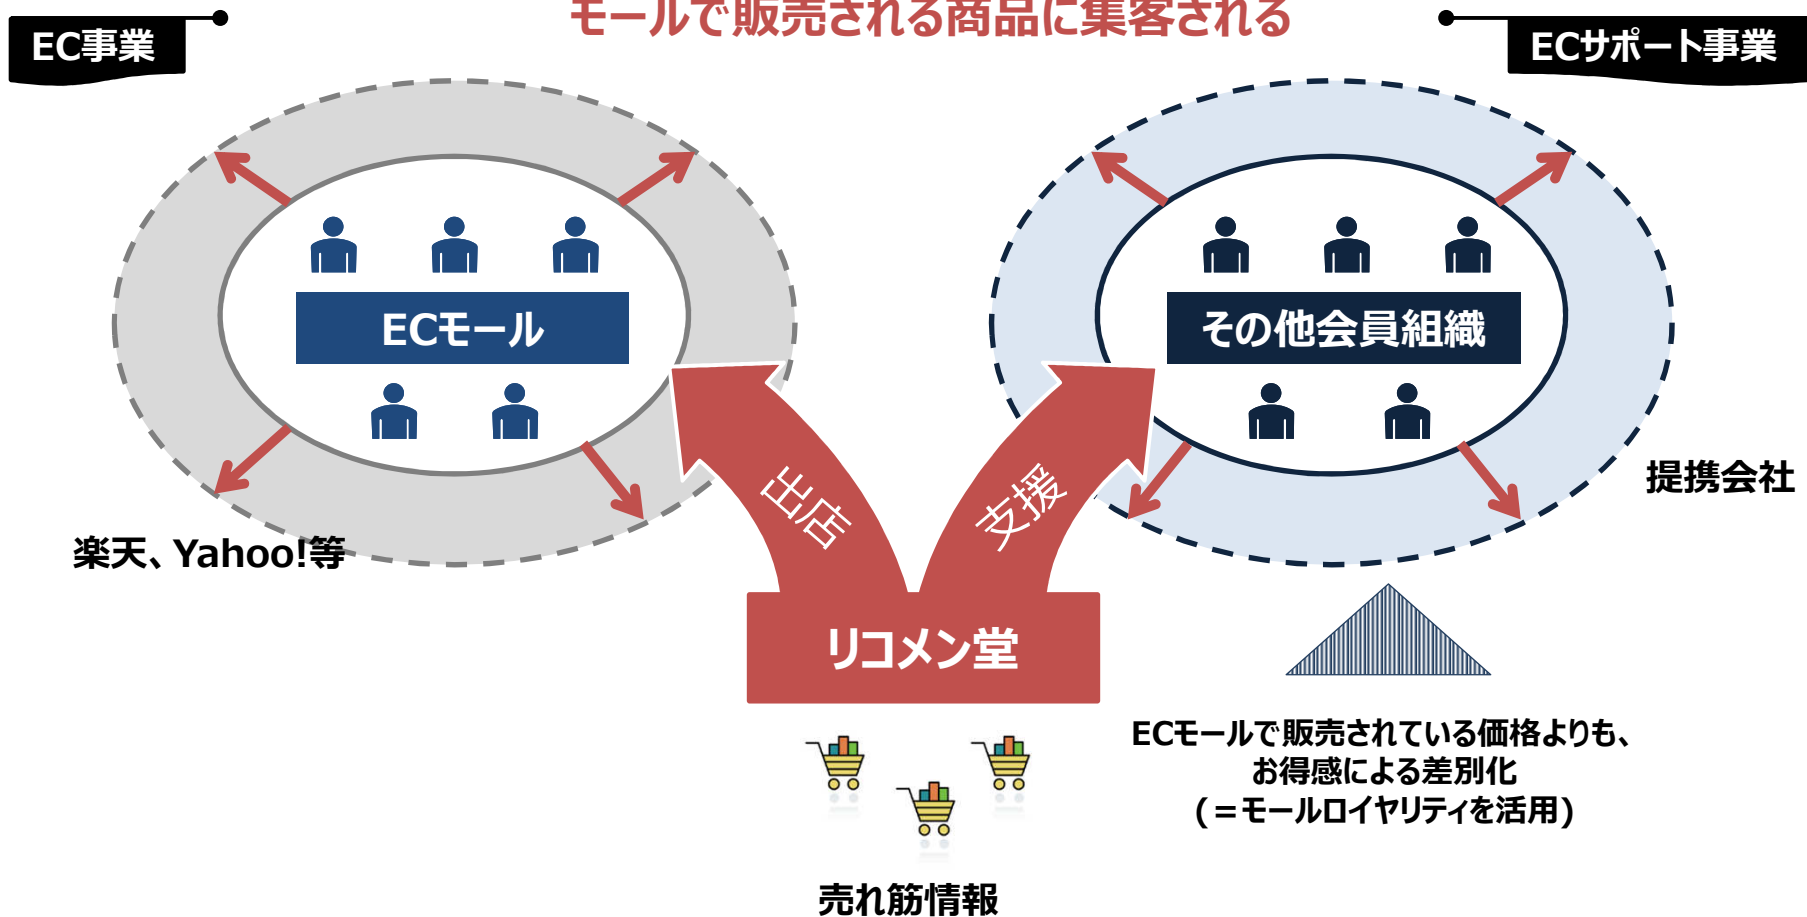 モールで販売される商品に集客される
EC事業
ECサポート事業
ECモール
その他会員組織
出店
支援
提携会社
楽天、Yahoo!等
リコメン堂
ECモールで販売されている価格よりも、
お得感による差別化
(=モールロイヤリティを活用)
売れ筋情報